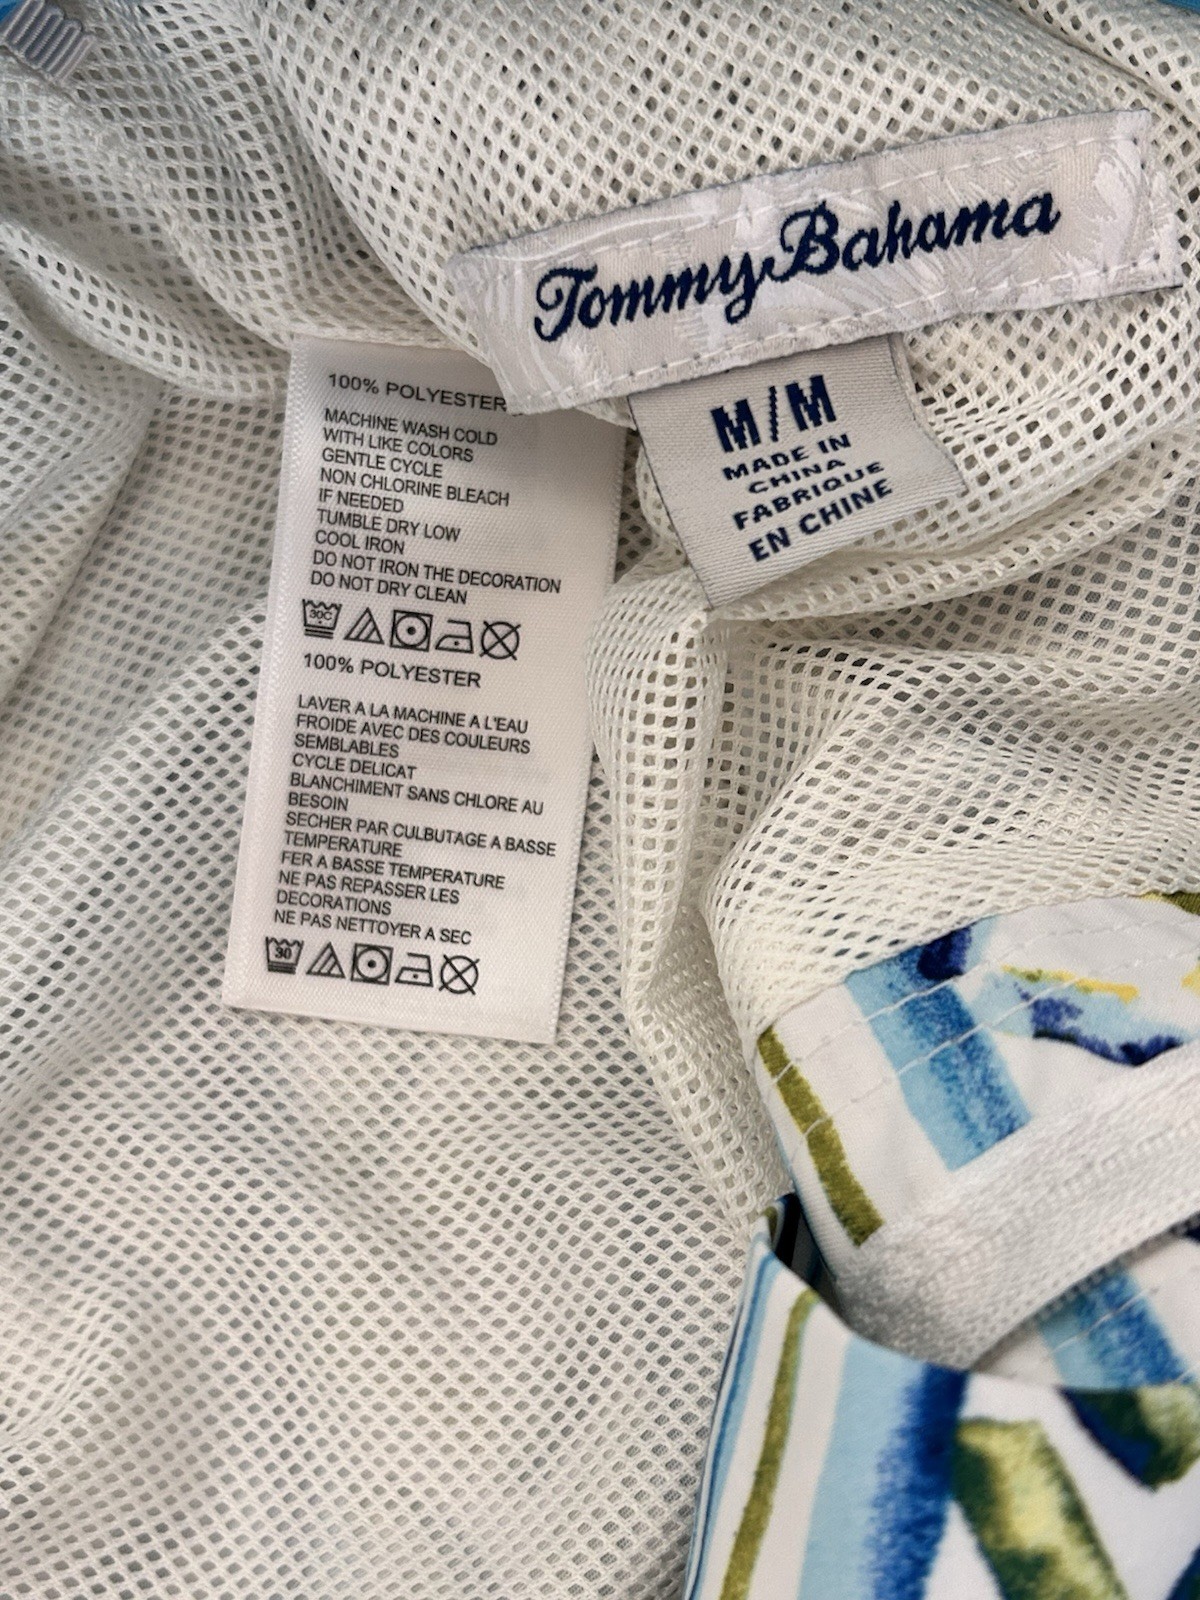 Tommy Bahama
M/M
MADE IN
CHINA
FABRIQUE
EN CHINE
100% POLYESTER
MACHINE WASH COLD
WITH LIKE COLORS
GENTLE CYCLE
NON CHLORINE BLEACH
IF NEEDED
TUMBLE DRY LOW
COOL IRON
DO NOT IRON THE DECORATION
DO NOT DRY CLEAN
30C
100% POLYESTER
LAVER A LA MACHINE A L'EAU
FROIDE AVEC DES COULEURS
SEMBLABLES
CYCLE DELICAT
BLANCHIMENT SANS CHLORE AU
BESOIN
SECHER PAR CULBUTAGE A BASSE
TEMPERATURE
FER A BASSE TEMPERATURE
NE PAS REPASSER LES
DECORATIONS
NE PAS NETTOYER A SEC
30